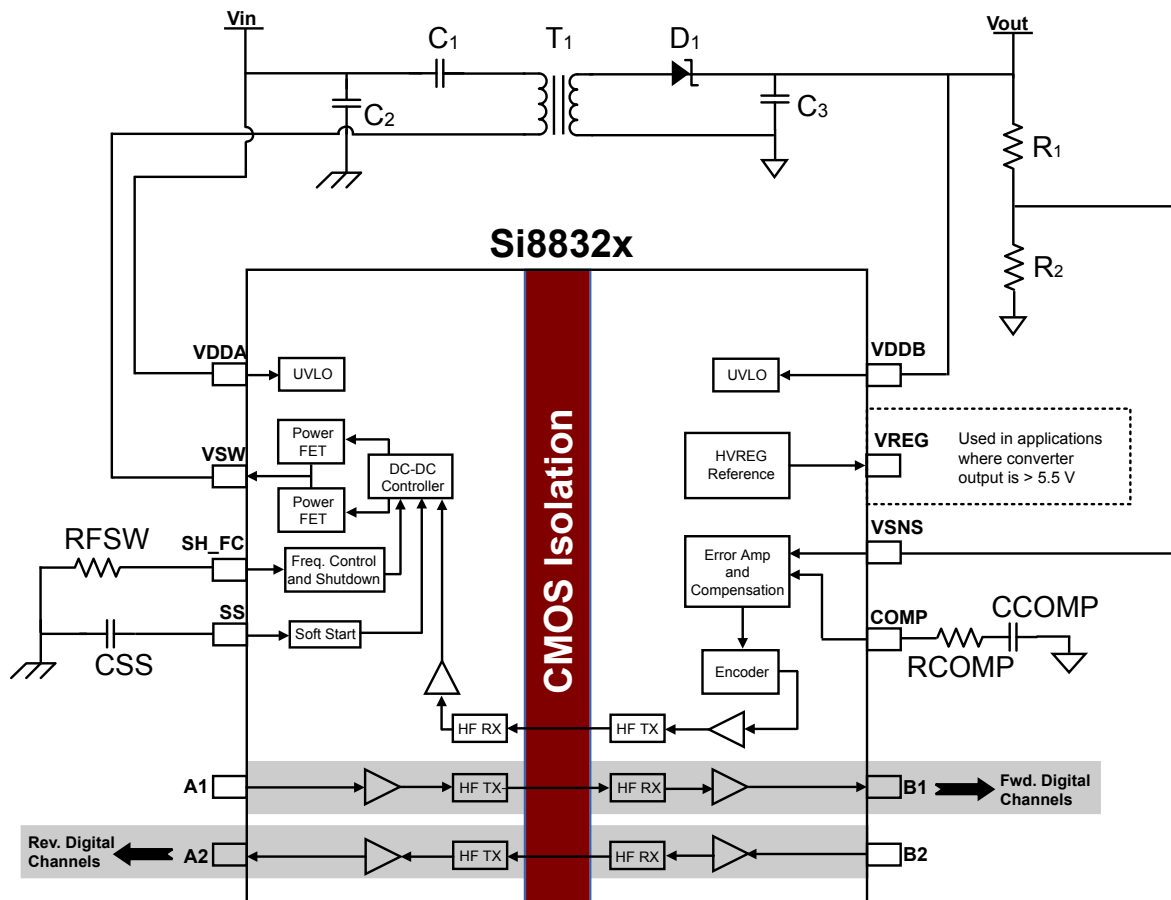 Vin
C1
T1
D1
Vout
C2
C3
R1
R2
Si8832x
VDDA
UVLO
UVLO
VDDB
Power
FET
VSW
Power
FET
DC-DC
Controller
HVREG
Reference
VREG
Used in applications
where converter
output is > 5.5 V
CMOS Isolation
RFSW
SH_FC
Freq. Control
and Shutdown
Error Amp
and
Compensation
VSNS
SS
Soft Start
CSS
COMP
CCOMP
RCOMP
Encoder
HF RX
HF TX
A1
HF TX
HF RX
B1
Fwd. Digital
Channels
Rev. Digital
Channels
A2
HF TX
HF RX
B2